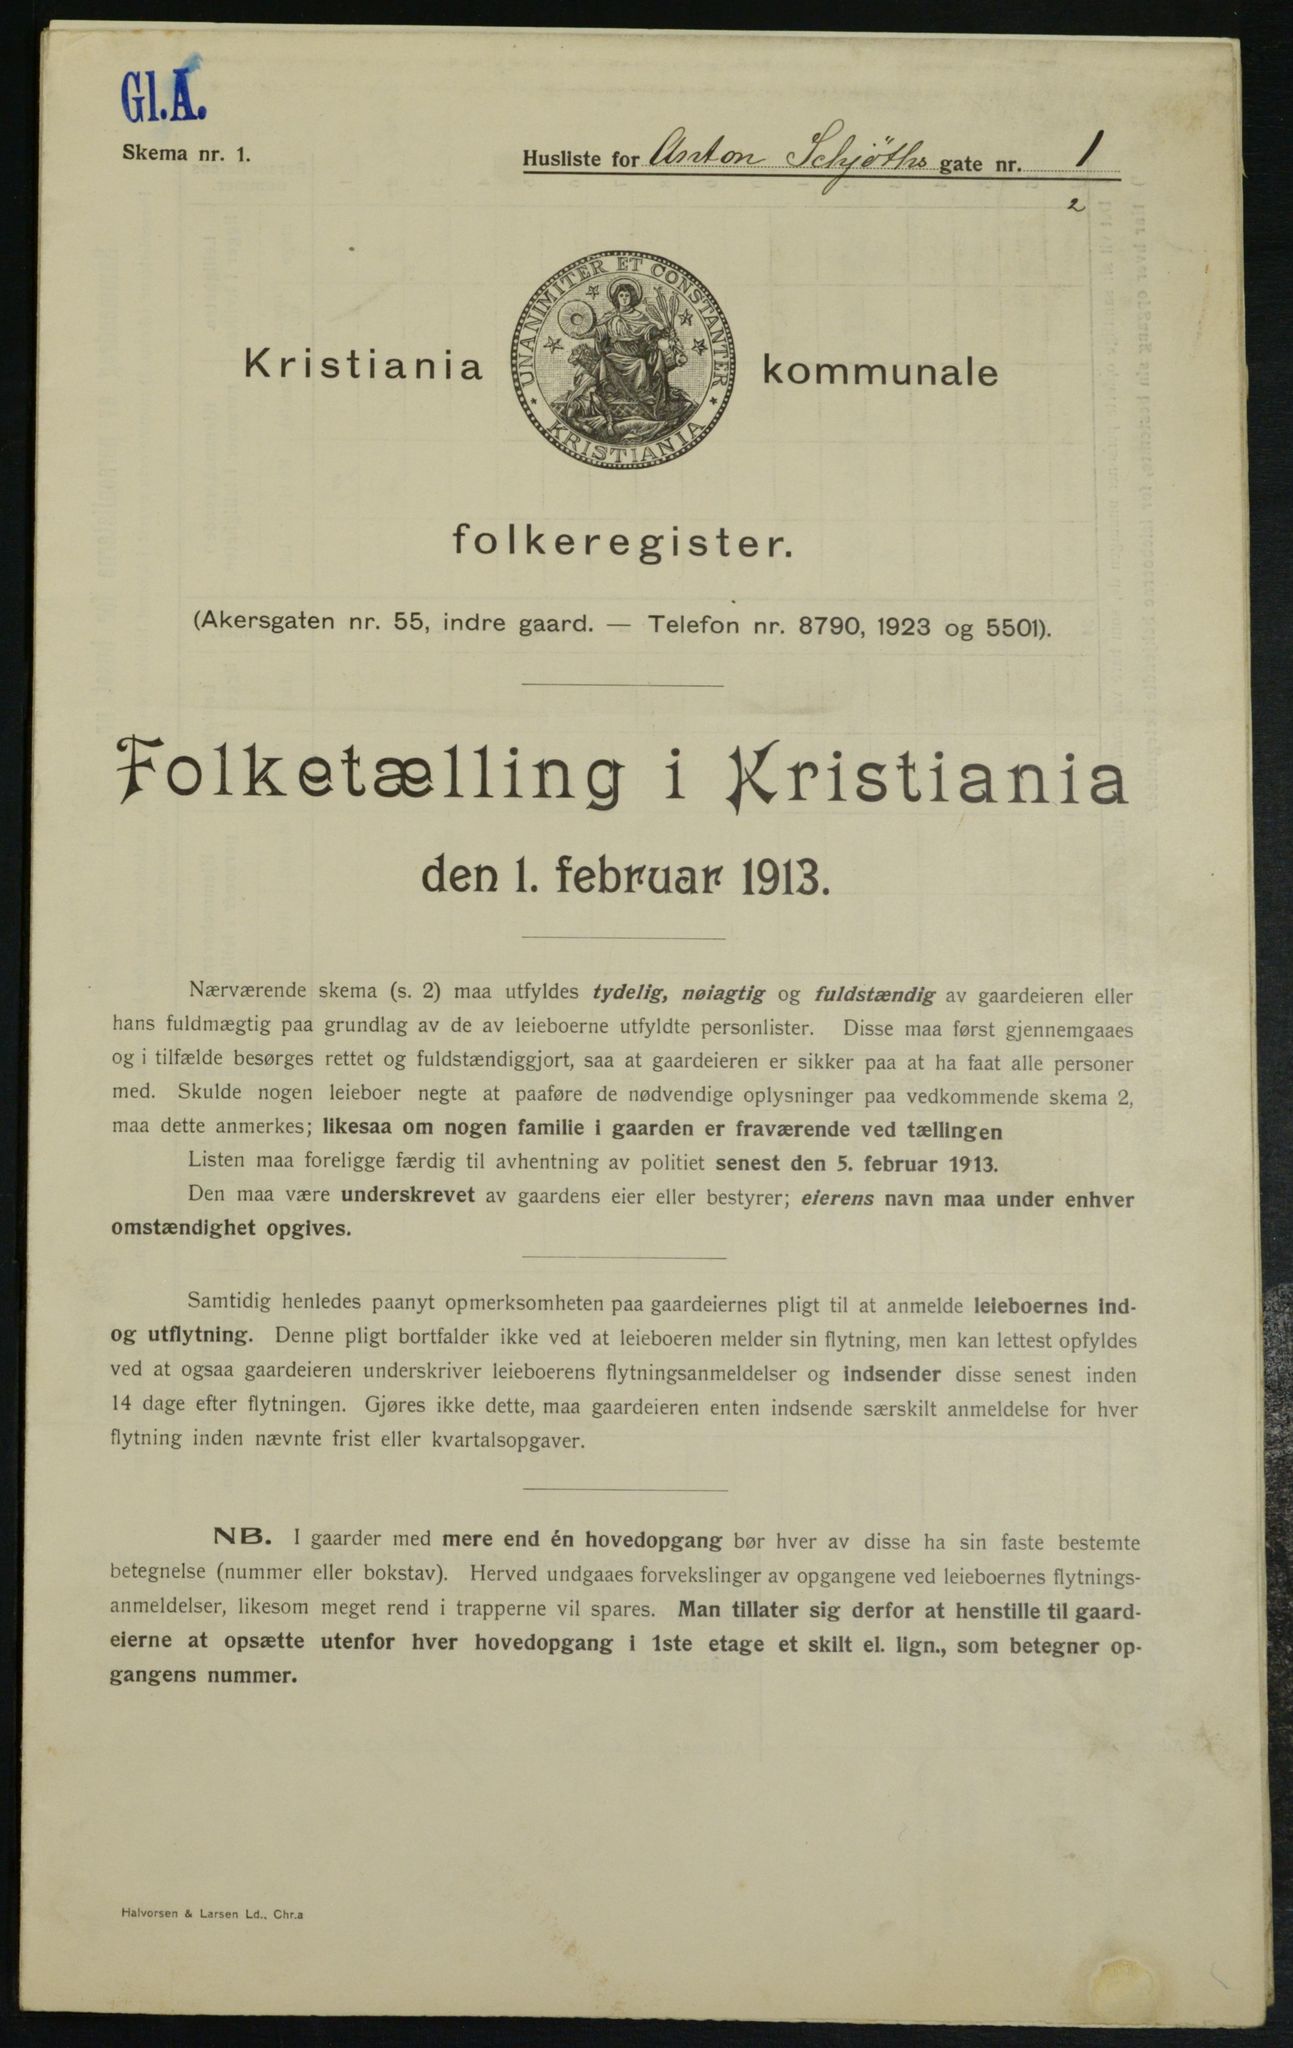 Gl.A.
Skema nr. 1.
Husliste for Anton Schjöths gate nr. 1
2
UNANIMITER ET CONSTANTER
KRISTIANIA
Kristiania kommunale
folkeregister.
(Akersgaten nr. 55, indre gaard. — Telefon nr. 8790, 1923 og 5501).
Folketælling i Kristiania
den 1. februar 1913.
Nærværende skema (s. 2) maa utfyldes tydelig, nøiagtig og fuldstændig av gaardeieren eller
hans fuldmægtig paa grundlag av de av leieboerne utfyldte personlister. Disse maa først gjennemgaaes
og i tilfælde besørges rettet og fuldstændiggjort, saa at gaardeieren er sikker paa at ha faat alle personer
med. Skulde nogen leieboer negte at paaføre de nødvendige oplysninger paa vedkommende skema 2,
maa dette anmerkes; likesaa om nogen familie i gaarden er fraværende ved tællingen
Listen maa foreligge færdig til avhentning av politiet senest den 5. februar 1913.
Den maa være underskrevet av gaardens eier eller bestyrer; eierens navn maa under enhver
omstændighet opgives.
Samtidig henledes paanyt opmerksomheten paa gaardeiernes pligt til at anmelde leieboernes ind-
og utflytning. Denne pligt bortfalder ikke ved at leieboeren melder sin flytning, men kan lettest opfyldes
ved at ogsaa gaardeieren underskriver leieboerens flytningsanmeldelser og indsender disse senest inden
14 dage efter flytningen. Gjøres ikke dette, maa gaardeieren enten indsende særskilt anmeldelse for hver
flytning inden nævnte frist eller kvartalsopgaver.
NB. I gaarder med mere end én hovedopgang bør hver av disse ha sin faste bestemte
betegnelse (nummer eller bokstav). Herved undgaaes forvekslinger av opgangene ved leieboernes flytnings-
anmeldelser, likesom meget rend i trapperne vil spares. Man tillater sig derfor at henstille til gaard-
eierne at opsætte utenfor hver hovedopgang i 1ste etage et skilt el. lign., som betegner op-
gangens nummer.
Halvorsen & Larsen Ld., Chr.a